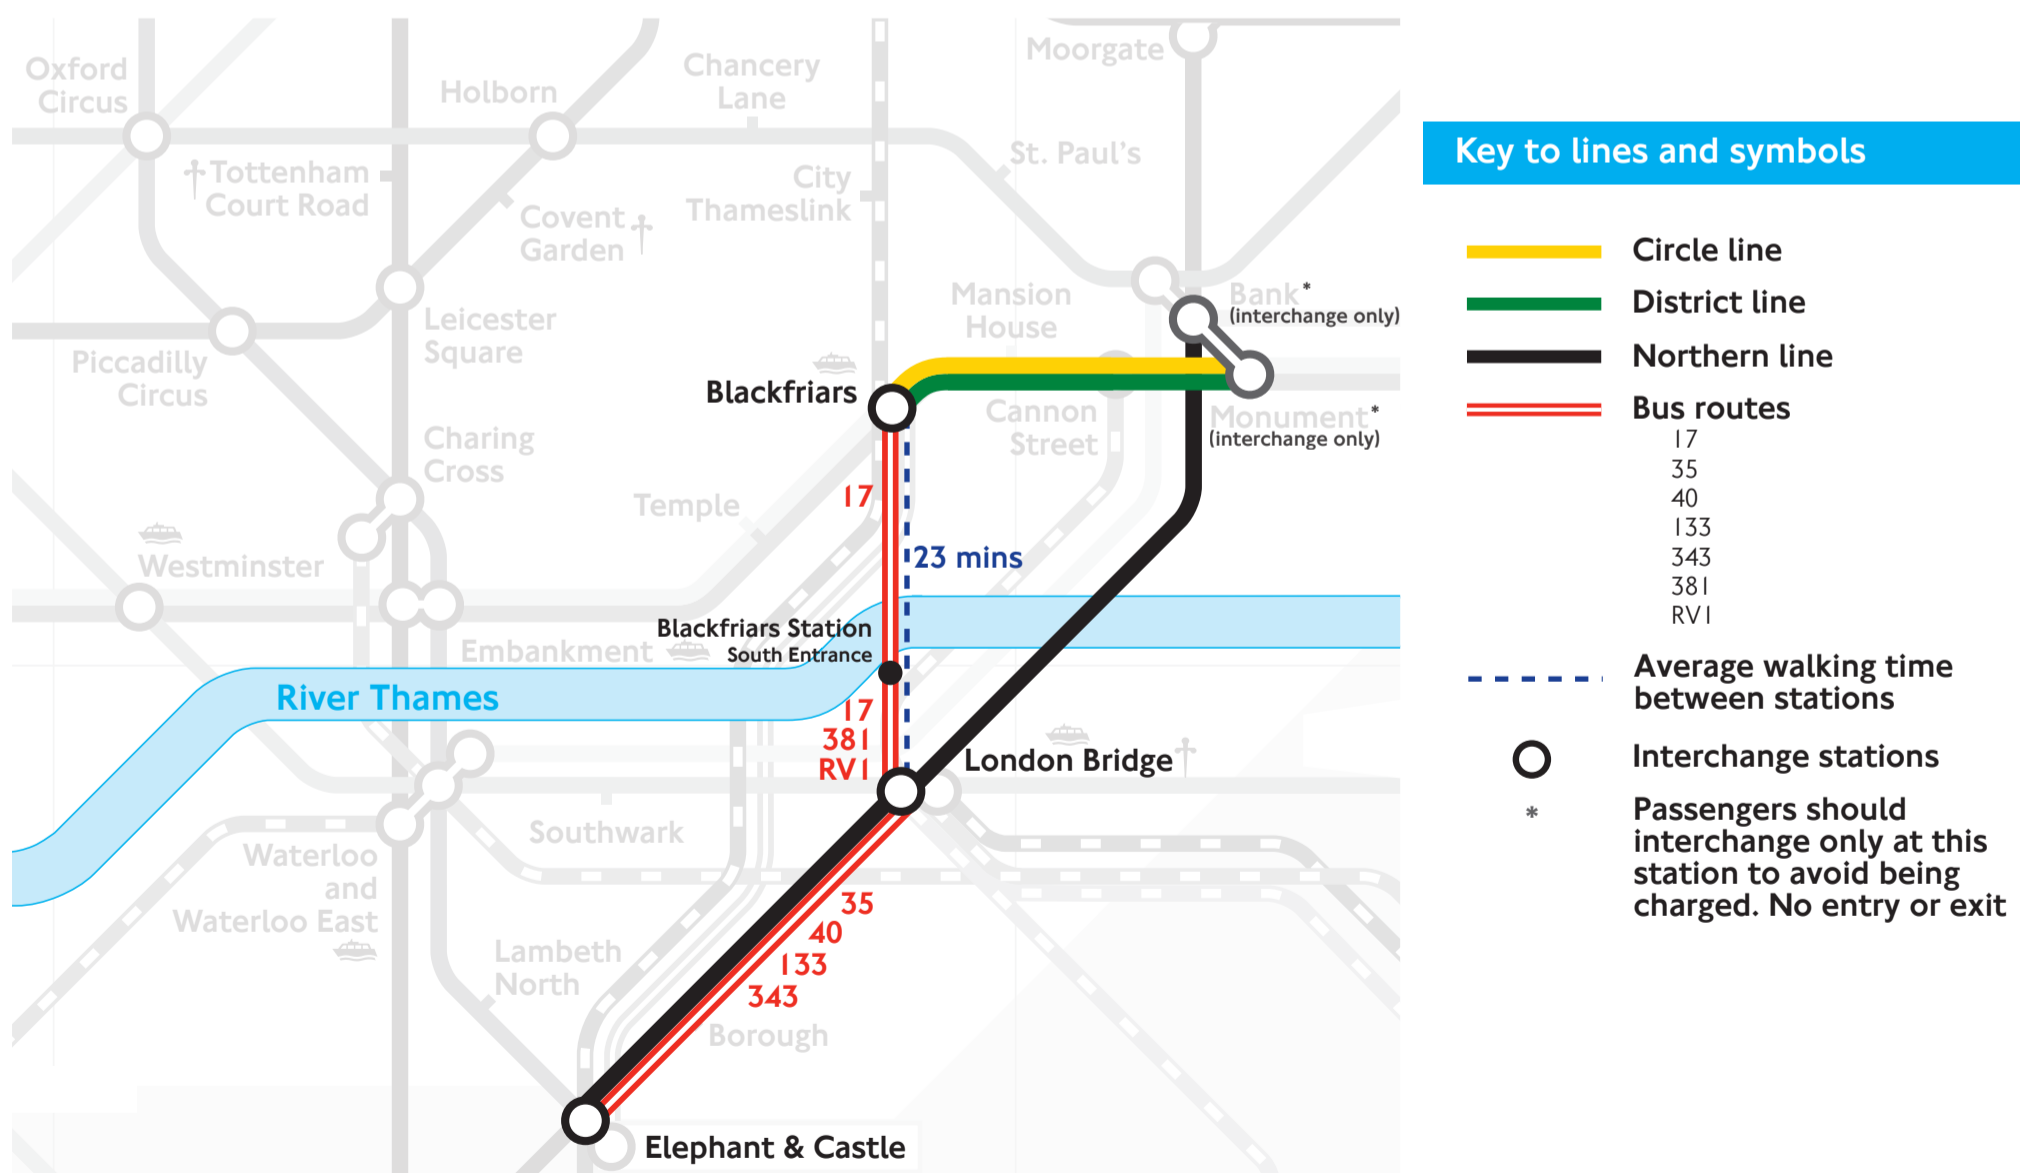 Oxford
Circus
Holborn
Chancery
Lane
Moorgate
Tottenham
Court Road
Covent
Garden
City
Thameslink
St. Paul's
Leicester
Square
Piccadilly
Circus
Mansion
House
Bank*
(interchange only)
Blackfriars
Cannon
Street
Monument*
(interchange only)
Charing
Cross
Temple
17
23 mins
Westminster
Embankment
Blackfriars Station
South Entrance
River Thames
17
381
RV1
London Bridge
Southwark
Waterloo
and
Waterloo East
Lambeth
North
35
40
133
343
Borough
Elephant & Castle
Key to lines and symbols
Circle line
District line
Northern line
Bus routes
17
35
40
133
343
381
RV1
Average walking time
between stations
Interchange stations
* Passengers should
interchange only at this
station to avoid being
charged. No entry or exit